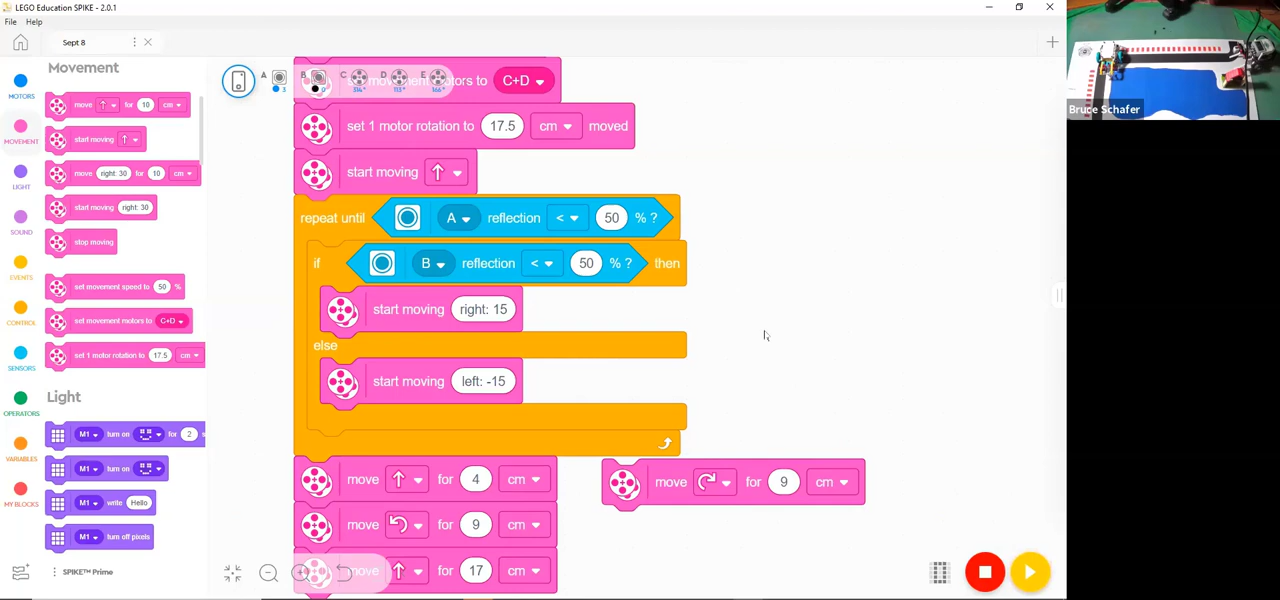 LEGO Education SPIKE - 2.0.1
File Help
Sept 8
MOTORS
MOVEMENT
LIGHT
SOUND
EVENTS
CONTROL
SENSORS
OPERATORS
VARIABLES
MY BLOCKS
Movement
move for 10 cm
start moving
move right: 30 for 10 cm
start moving right: 30
stop moving
set movement speed to 50 %
set movement motors to C+D
set 1 motor rotation to 17.5 cm
Light
M1 turn on for 2 s
M1 turn on
M1 write Hello
M1 turn off pixels
SPIKE™ Prime
A B C D E
3 0 314° 113° 166°
motors to C+D
set 1 motor rotation to 17.5 cm moved
start moving
repeat until A reflection < 50 % ?
if B reflection < 50 % ? then
start moving right: 15
else
start moving left: -15
move for 4 cm
move for 9 cm
move for 9 cm
move for 17 cm
Bruce Schafer